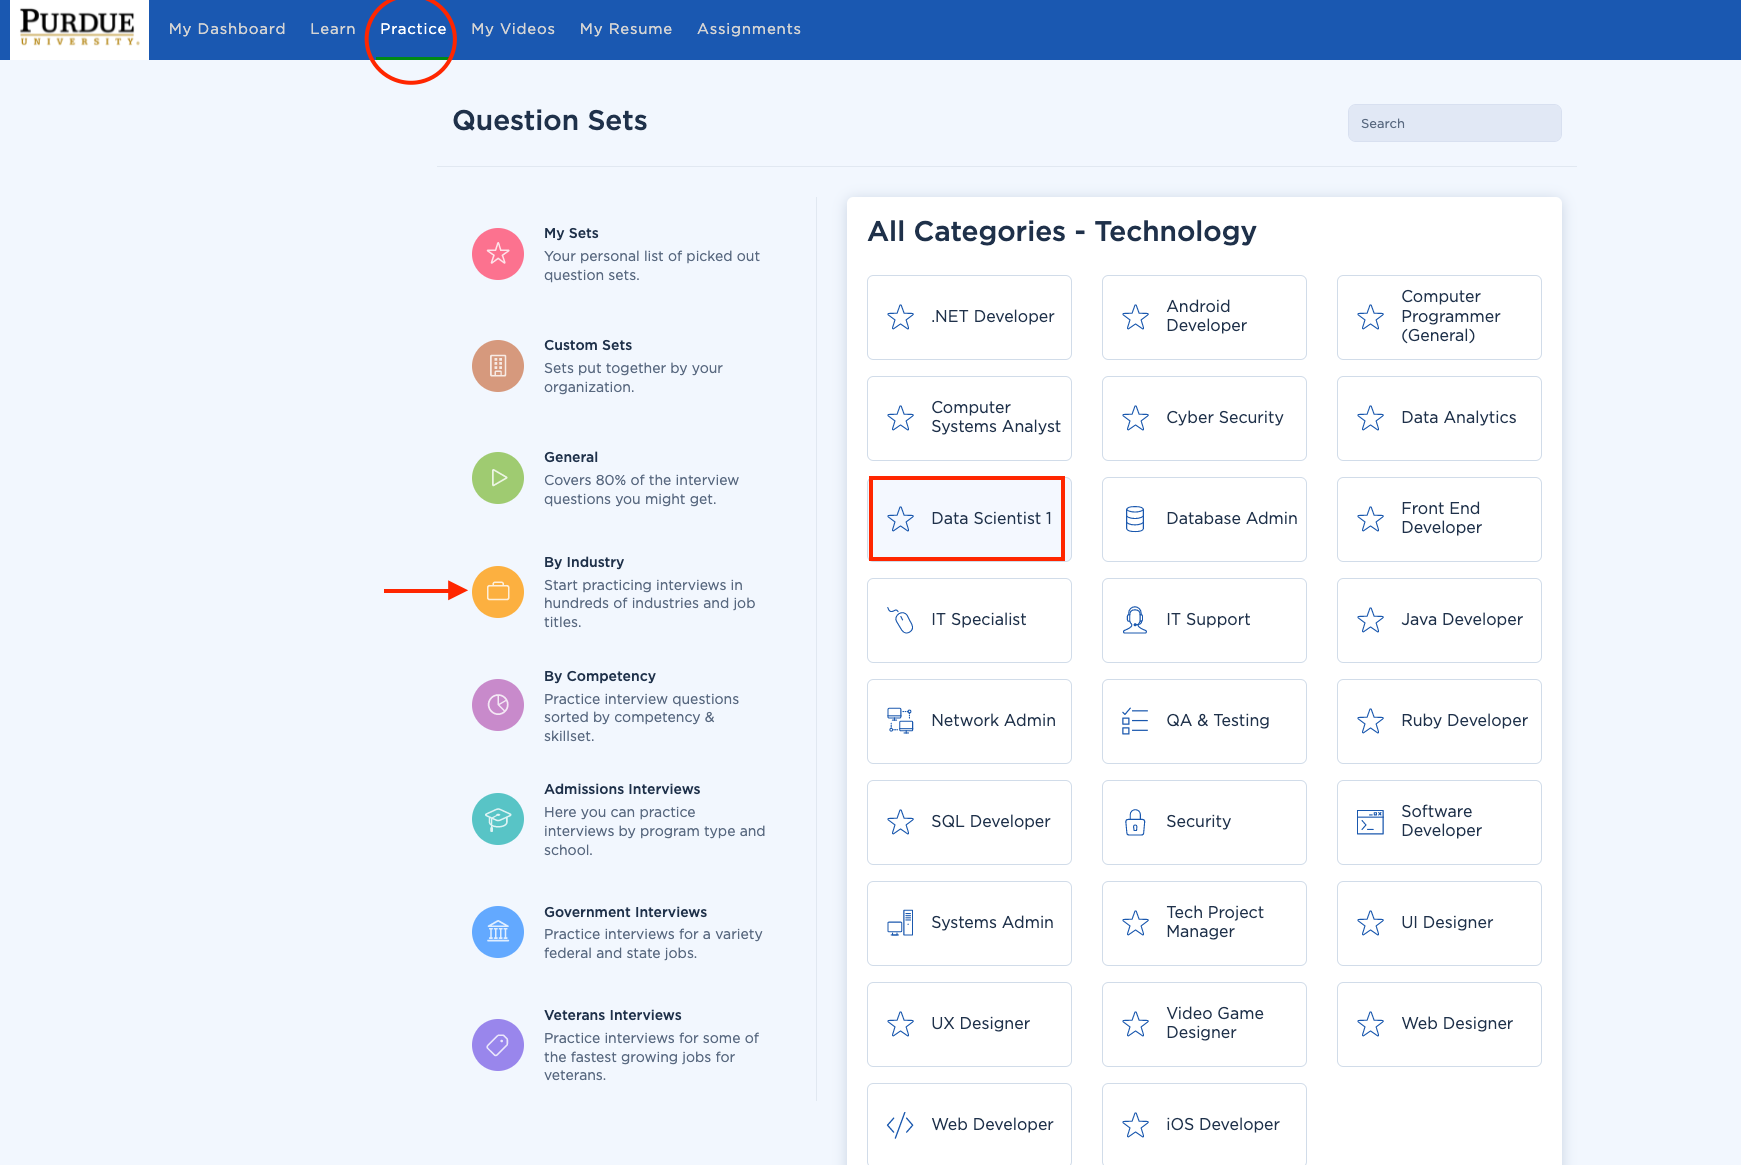 PURDUE
UNIVERSITY.
My Dashboard Learn Practice My Videos My Resume Assignments
Question Sets
Search
My Sets
Your personal list of picked out
question sets.
Custom Sets
Sets put together by your
organization.
General
Covers 80% of the interview
questions you might get.
By Industry
Start practicing interviews in
hundreds of industries and job
titles.
By Competency
Practice interview questions
sorted by competency &
skillset.
Admissions Interviews
Here you can practice
interviews by program type and
school.
Government Interviews
Practice interviews for a variety
federal and state jobs.
Veterans Interviews
Practice interviews for some of
the fastest growing jobs for
veterans.
All Categories - Technology
.NET Developer
Android
Developer
Computer
Programmer
(General)
Computer
Systems Analyst
Cyber Security
Data Analytics
Data Scientist 1
Database Admin
Front End
Developer
IT Specialist
IT Support
Java Developer
Network Admin
QA & Testing
Ruby Developer
SQL Developer
Security
Software
Developer
Systems Admin
Tech Project
Manager
UI Designer
UX Designer
Video Game
Designer
Web Designer
Web Developer
iOS Developer